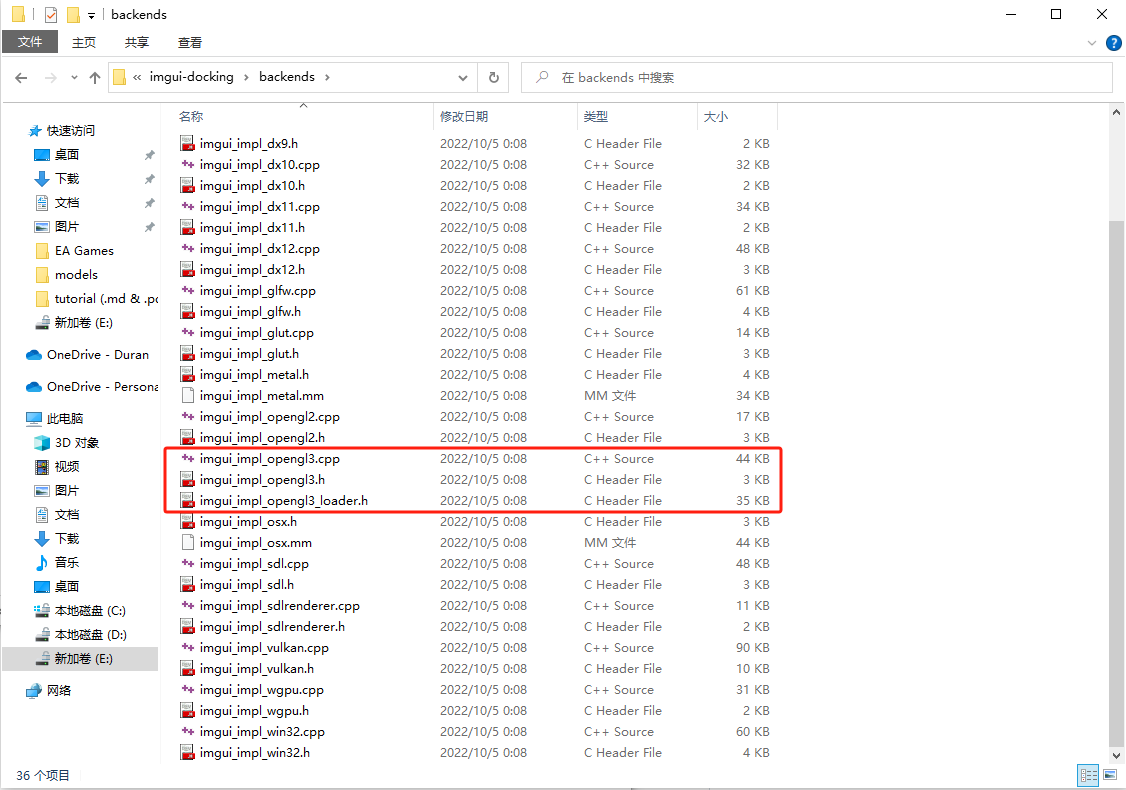 backends
文件 主页 共享 查看
« imgui-docking › backends ›
在 backends 中搜索
快速访问
桌面
下载
文档
图片
EA Games
models
tutorial (.md & .pc
新加卷 (E:)
OneDrive - Duran
OneDrive - Persona
此电脑
3D 对象
视频
图片
文档
下载
音乐
桌面
本地磁盘 (C:)
本地磁盘 (D:)
新加卷 (E:)
网络
名称 修改日期 类型 大小
imgui_impl_dx9.h 2022/10/5 0:08 C Header File 2 KB
imgui_impl_dx10.cpp 2022/10/5 0:08 C++ Source 32 KB
imgui_impl_dx10.h 2022/10/5 0:08 C Header File 2 KB
imgui_impl_dx11.cpp 2022/10/5 0:08 C++ Source 34 KB
imgui_impl_dx11.h 2022/10/5 0:08 C Header File 2 KB
imgui_impl_dx12.cpp 2022/10/5 0:08 C++ Source 48 KB
imgui_impl_dx12.h 2022/10/5 0:08 C Header File 3 KB
imgui_impl_glfw.cpp 2022/10/5 0:08 C++ Source 61 KB
imgui_impl_glfw.h 2022/10/5 0:08 C Header File 4 KB
imgui_impl_glut.cpp 2022/10/5 0:08 C++ Source 14 KB
imgui_impl_glut.h 2022/10/5 0:08 C Header File 3 KB
imgui_impl_metal.h 2022/10/5 0:08 C Header File 4 KB
imgui_impl_metal.mm 2022/10/5 0:08 MM 文件 34 KB
imgui_impl_opengl2.cpp 2022/10/5 0:08 C++ Source 17 KB
imgui_impl_opengl2.h 2022/10/5 0:08 C Header File 3 KB
imgui_impl_opengl3.cpp 2022/10/5 0:08 C++ Source 44 KB
imgui_impl_opengl3.h 2022/10/5 0:08 C Header File 3 KB
imgui_impl_opengl3_loader.h 2022/10/5 0:08 C Header File 35 KB
imgui_impl_osx.h 2022/10/5 0:08 C Header File 3 KB
imgui_impl_osx.mm 2022/10/5 0:08 MM 文件 44 KB
imgui_impl_sdl.cpp 2022/10/5 0:08 C++ Source 48 KB
imgui_impl_sdl.h 2022/10/5 0:08 C Header File 3 KB
imgui_impl_sdlrenderer.cpp 2022/10/5 0:08 C++ Source 11 KB
imgui_impl_sdlrenderer.h 2022/10/5 0:08 C Header File 2 KB
imgui_impl_vulkan.cpp 2022/10/5 0:08 C++ Source 90 KB
imgui_impl_vulkan.h 2022/10/5 0:08 C Header File 10 KB
imgui_impl_wgpu.cpp 2022/10/5 0:08 C++ Source 31 KB
imgui_impl_wgpu.h 2022/10/5 0:08 C Header File 2 KB
imgui_impl_win32.cpp 2022/10/5 0:08 C++ Source 60 KB
imgui_impl_win32.h 2022/10/5 0:08 C Header File 4 KB
36 个项目